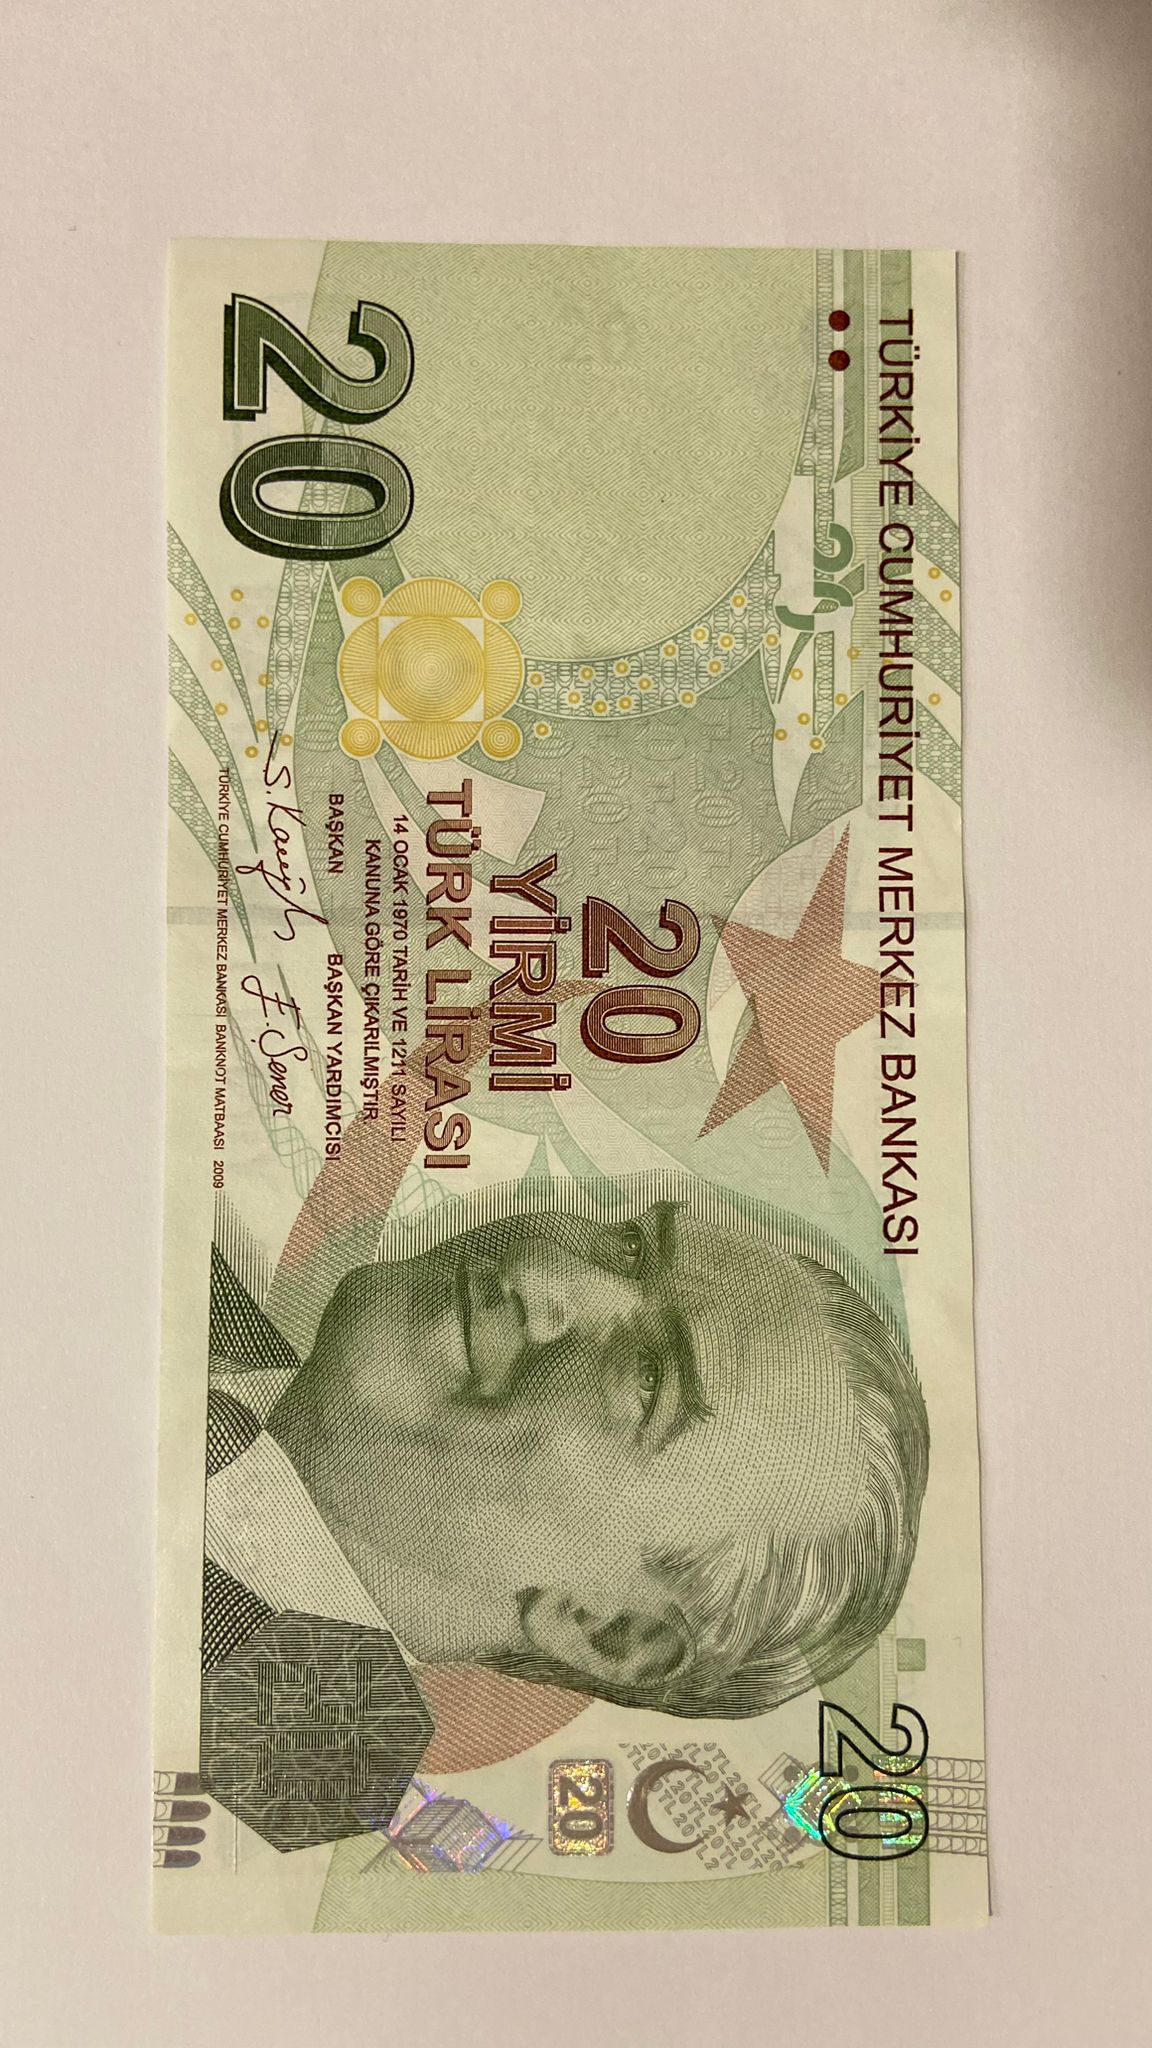 TÜRKİYE CUMHURİYET MERKEZ BANKASI
20
20
YİRMİ
TÜRK LİRASI
14 OCAK 1970 TARİH VE 1211 SAYILI
KANUNA GÖRE ÇIKARILMIŞTIR.
BAŞKAN BAŞKAN YARDIMCISI
E. Şener
TÜRKİYE CUMHURİYET MERKEZ BANKASI BANKNOT MATBAASI 2009
20
20